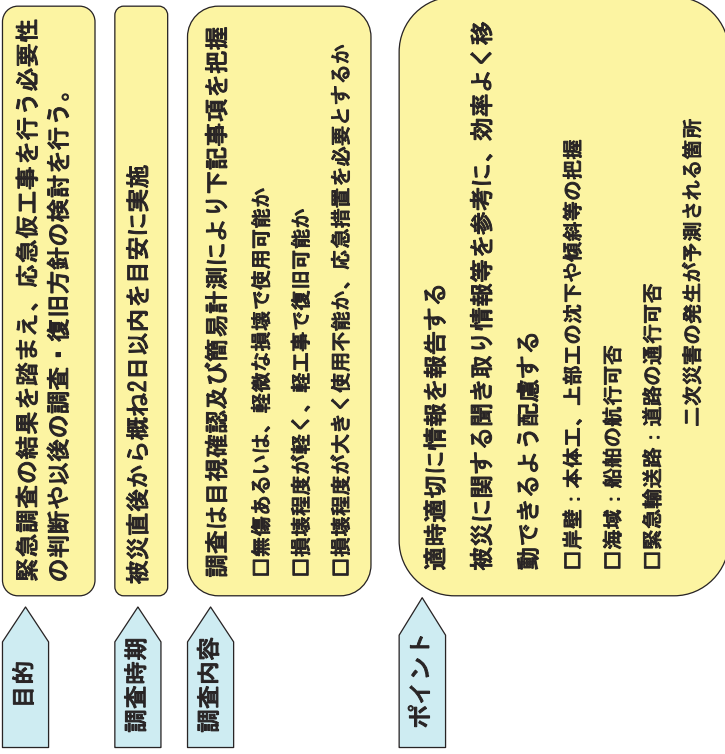 目的
緊急調査の結果を踏まえ、応急仮工事を行う必要性
の判断や以後の調査・復旧方針の検討を行う。
調査時期
被災直後から概ね2日以内を目安に実施
調査内容
調査は目視確認及び簡易計測により下記事項を把握
□無傷あるいは、軽微な損壊で使用可能か
□損壊程度が軽く、軽工事で復旧可能か
□損壊程度が大きく使用不能か、応急措置を必要とするか
ポイント
適時適切に情報を報告する
被災に関する聞き取り情報等を参考に、効率よく移
動できるよう配慮する
□岸壁：本体工、上部工の沈下や傾斜等の把握
□海域：船舶の航行可否
□緊急輸送路：道路の通行可否
二次災害の発生が予測される箇所